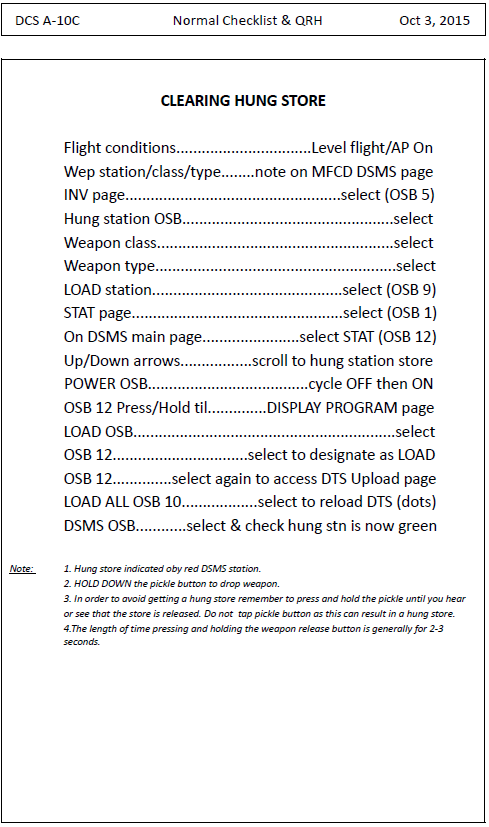 DCS A-10C Normal Checklist & QRH Oct 3, 2015
CLEARING HUNG STORE
Flight conditions...............................Level flight/AP On
Wep station/class/type........note on MFCD DSMS page
INV page.................................................select (OSB 5)
Hung station OSB................................................select
Weapon class......................................................select
Weapon type.......................................................select
LOAD station...........................................select (OSB 9)
STAT page................................................select (OSB 1)
On DSMS main page......................select STAT (OSB 12)
Up/Down arrows.................scroll to hung station store
POWER OSB.....................................cycle OFF then ON
OSB 12 Press/Hold til.............DISPLAY PROGRAM page
LOAD OSB............................................................select
OSB 12...............................select to designate as LOAD
OSB 12..............select again to access DTS Upload page
LOAD ALL OSB 10...................select to reload DTS (dots)
DSMS OSB............select & check hung stn is now green
Note: 1. Hung store indicated oby red DSMS station.
2. HOLD DOWN the pickle button to drop weapon.
3. In order to avoid getting a hung store remember to press and hold the pickle until you hear
or see that the store is released. Do not tap pickle button as this can result in a hung store.
4.The length of time pressing and holding the weapon release button is generally for 2-3
seconds.